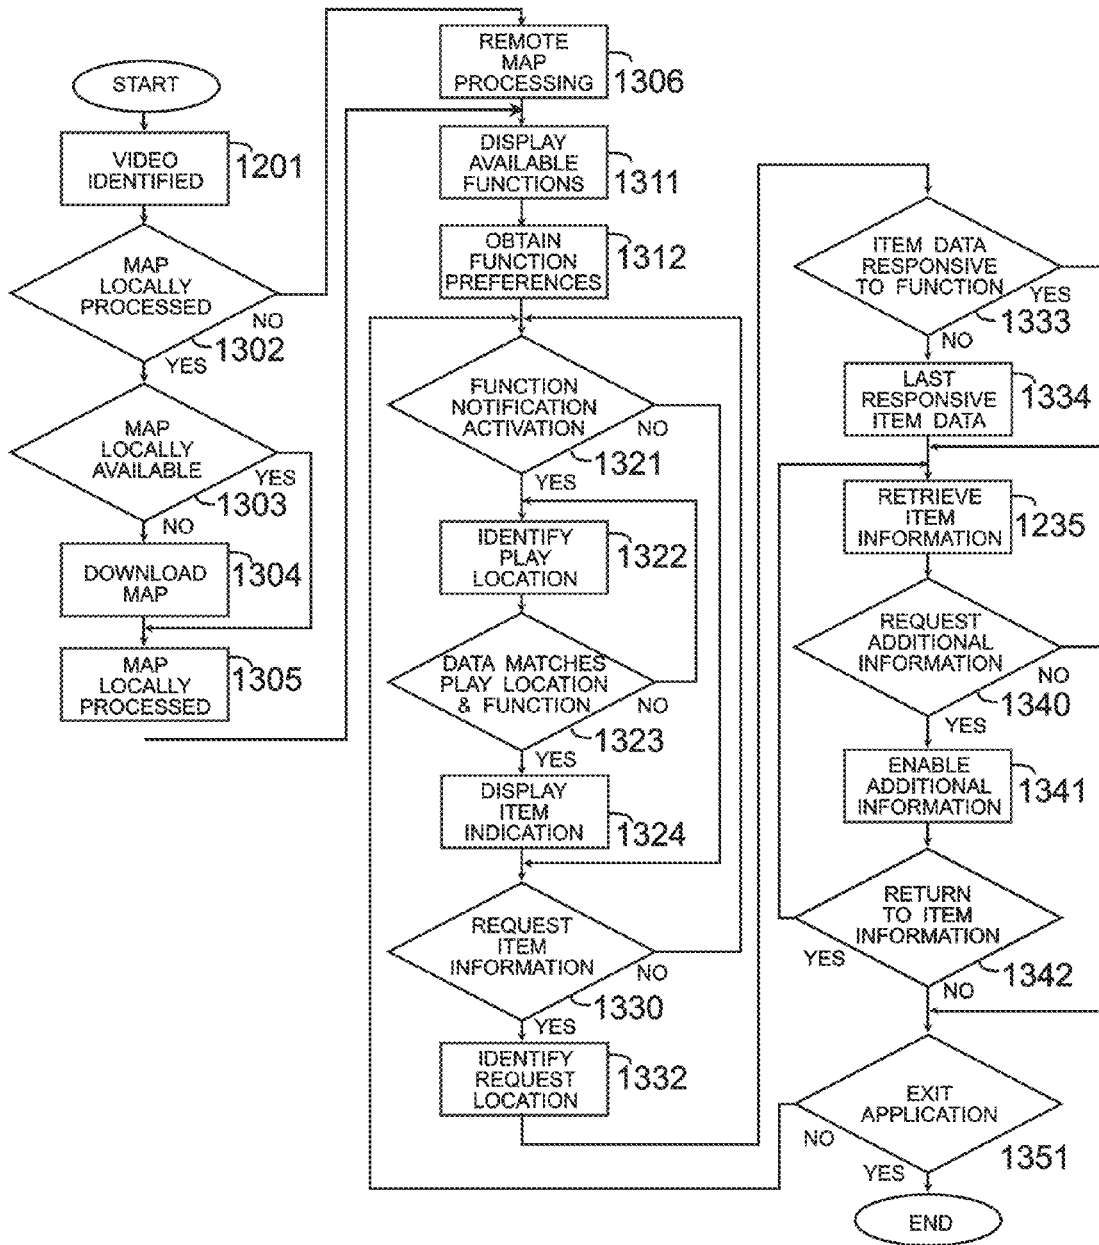 START
VIDEO
IDENTIFIED
1201
MAP
LOCALLY
PROCESSED
NO
1302
YES
MAP
LOCALLY
AVAILABLE
YES
1303
NO
DOWNLOAD
MAP
1304
MAP
LOCALLY
PROCESSED
1305
REMOTE
MAP
PROCESSING
1306
DISPLAY
AVAILABLE
FUNCTIONS
1311
OBTAIN
FUNCTION
PREFERENCES
1312
FUNCTION
NOTIFICATION
ACTIVATION
NO
1321
YES
IDENTIFY
PLAY
LOCATION
1322
DATA MATCHES
PLAY LOCATION
& FUNCTION
NO
1323
YES
DISPLAY
ITEM
INDICATION
1324
REQUEST
ITEM
INFORMATION
NO
1330
YES
IDENTIFY
REQUEST
LOCATION
1332
ITEM DATA
RESPONSIVE
TO FUNCTION
YES
1333
NO
LAST
RESPONSIVE
ITEM DATA
1334
RETRIEVE
ITEM
INFORMATION
1235
REQUEST
ADDITIONAL
INFORMATION
NO
1340
YES
ENABLE
ADDITIONAL
INFORMATION
1341
RETURN
TO ITEM
INFORMATION
YES
1342
NO
EXIT
APPLICATION
NO
1351
YES
END